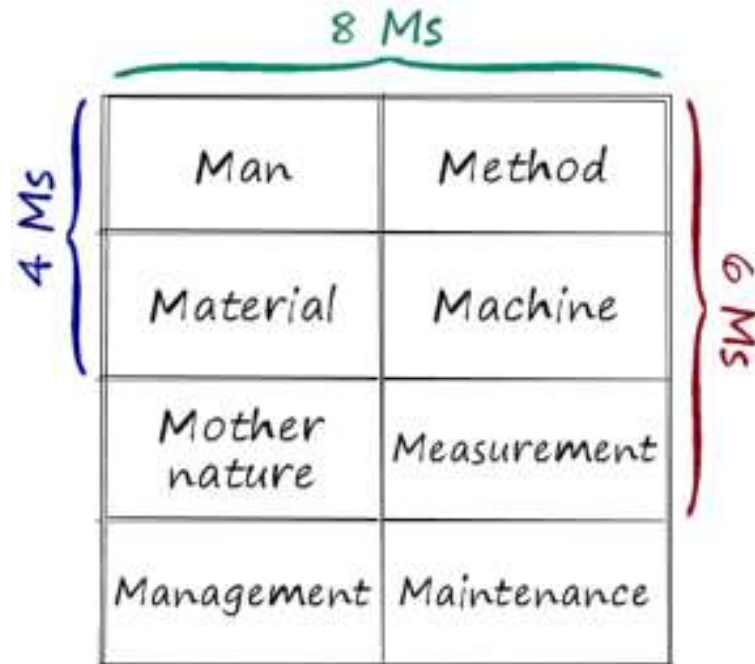 8 Ms
4 Ms
6 Ms
Man
Method
Material
Machine
Mother
nature
Measurement
Management
Maintenance